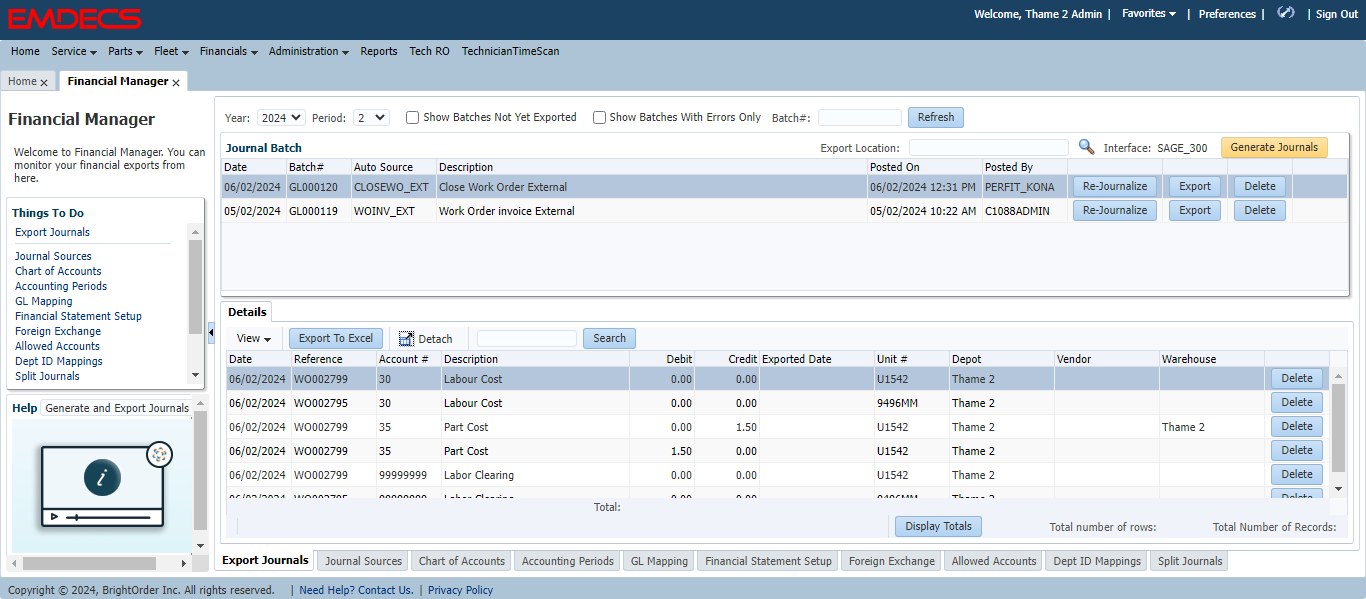 EMDECS
Welcome, Thame 2 Admin | Favorites | Preferences | | Sign Out
Home Service Parts Fleet Financials Administration Reports Tech RO TechnicianTimeScan
Home x Financial Manager x
Financial Manager
Welcome to Financial Manager. You can
monitor your financial exports from
here.
Things To Do
Export Journals
Journal Sources
Chart of Accounts
Accounting Periods
GL Mapping
Financial Statement Setup
Foreign Exchange
Allowed Accounts
Dept ID Mappings
Split Journals
Help Generate and Export Journals
i
Year: 2024 Period: 2 Show Batches Not Yet Exported Show Batches With Errors Only Batch#: Refresh
Journal Batch Export Location: Interface: SAGE_300 Generate Journals
Date Batch# Auto Source Description Posted On Posted By
06/02/2024 GL000120 CLOSEWO_EXT Close Work Order External 06/02/2024 12:31 PM PERFIT_KONA Re-Journalize Export Delete
05/02/2024 GL000119 WOINV_EXT Work Order invoice External 05/02/2024 10:22 AM C1088ADMIN Re-Journalize Export Delete
Details
View Export To Excel Detach Search
Date Reference Account # Description Debit Credit Exported Date Unit # Depot Vendor Warehouse
06/02/2024 WO002799 30 Labour Cost 0.00 0.00 U1542 Thame 2 Delete
06/02/2024 WO002795 30 Labour Cost 0.00 0.00 9496MM Thame 2 Delete
06/02/2024 WO002799 35 Part Cost 0.00 1.50 U1542 Thame 2 Thame 2 Delete
06/02/2024 WO002799 35 Part Cost 1.50 0.00 U1542 Thame 2 Delete
06/02/2024 WO002799 99999999 Labor Clearing 0.00 0.00 U1542 Thame 2 Delete
06/02/2024 WO002795 99999999 Labor Clearing 0.00 0.00 9496MM Thame 2 Delete
Total:
Display Totals Total number of rows: Total Number of Records:
Export Journals Journal Sources Chart of Accounts Accounting Periods GL Mapping Financial Statement Setup Foreign Exchange Allowed Accounts Dept ID Mappings Split Journals
Copyright © 2024, BrightOrder Inc. All rights reserved. | Need Help? Contact Us. | Privacy Policy